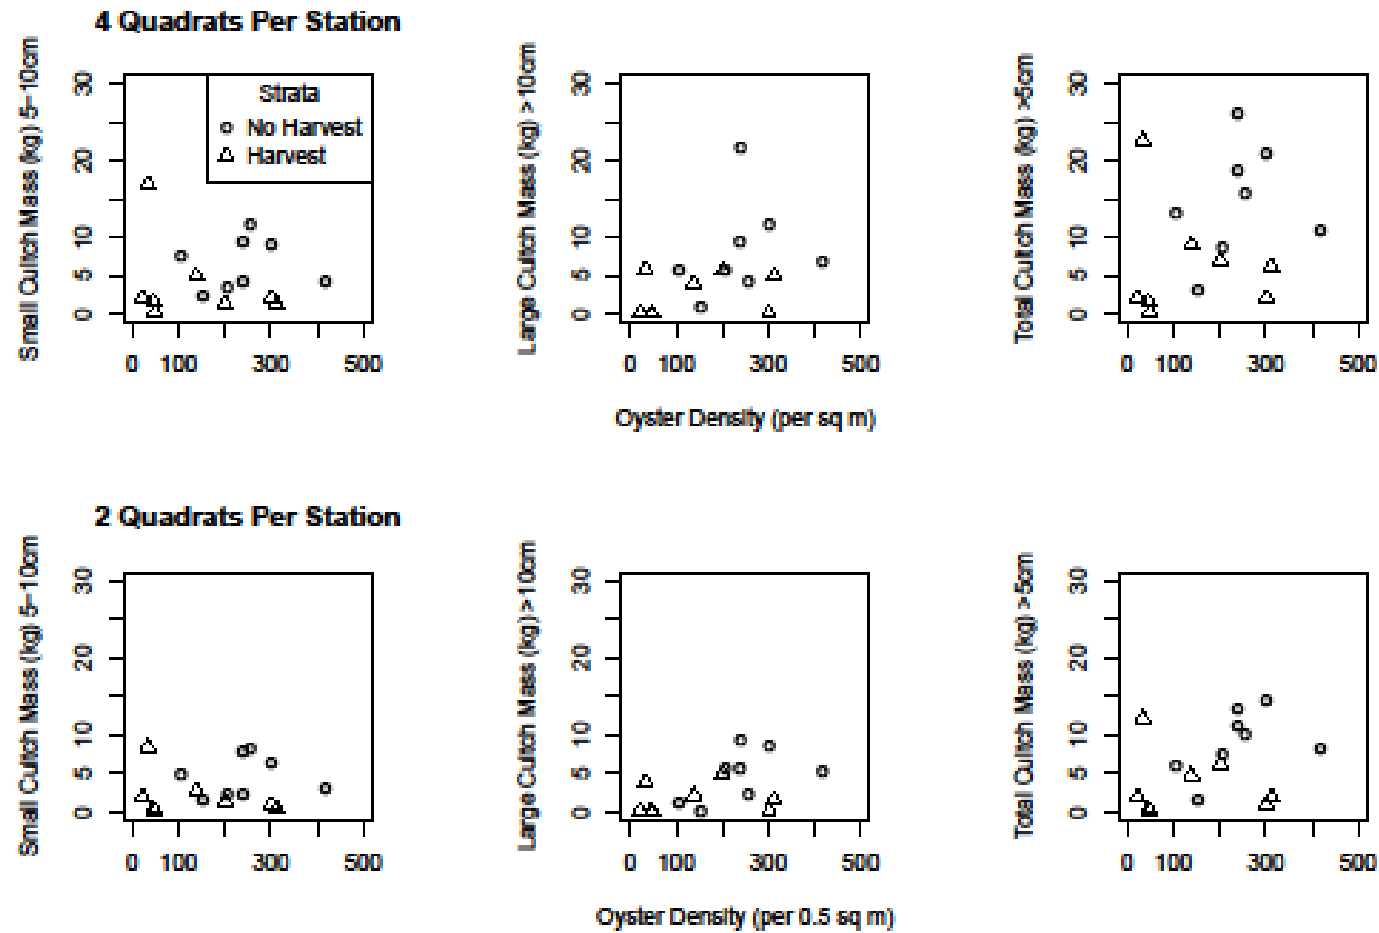 4 Quadrats Per Station
Small Cultch Mass (kg) 5-10cm
30
20
10
5
0
Strata
No Harvest
Harvest
0 100 300 500
Large Cultch Mass (kg) >10cm
30
20
10
5
0
0 100 300 500
Total Cultch Mass (kg) >5cm
30
20
10
5
0
0 100 300 500
Oyster Density (per sq m)
2 Quadrats Per Station
Small Cultch Mass (kg) 5-10cm
30
20
10
5
0
0 100 300 500
Large Cultch Mass (kg) >10cm
30
20
10
5
0
0 100 300 500
Total Cultch Mass (kg) >5cm
30
20
10
5
0
0 100 300 500
Oyster Density (per 0.5 sq m)